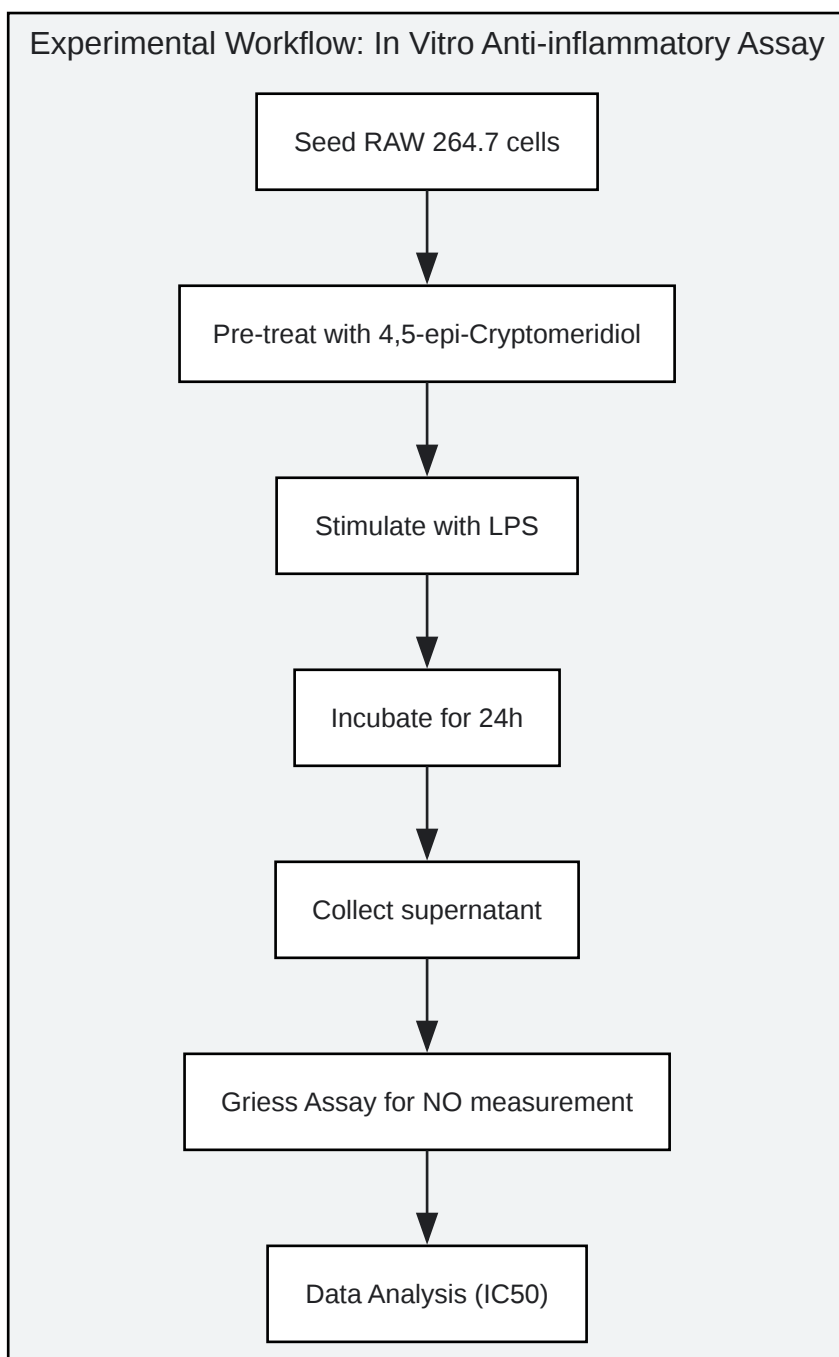 Experimental Workflow: In Vitro Anti-inflammatory Assay
Seed RAW 264.7 cells
Pre-treat with 4,5-epi-Cryptomeridiol
Stimulate with LPS
Incubate for 24h
Collect supernatant
Griess Assay for NO measurement
Data Analysis (IC50)